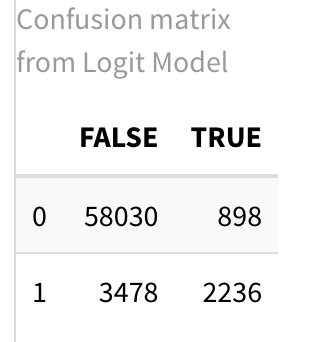 Confusion matrix
from Logit Model
FALSE TRUE
0 58030 898
1 3478 2236